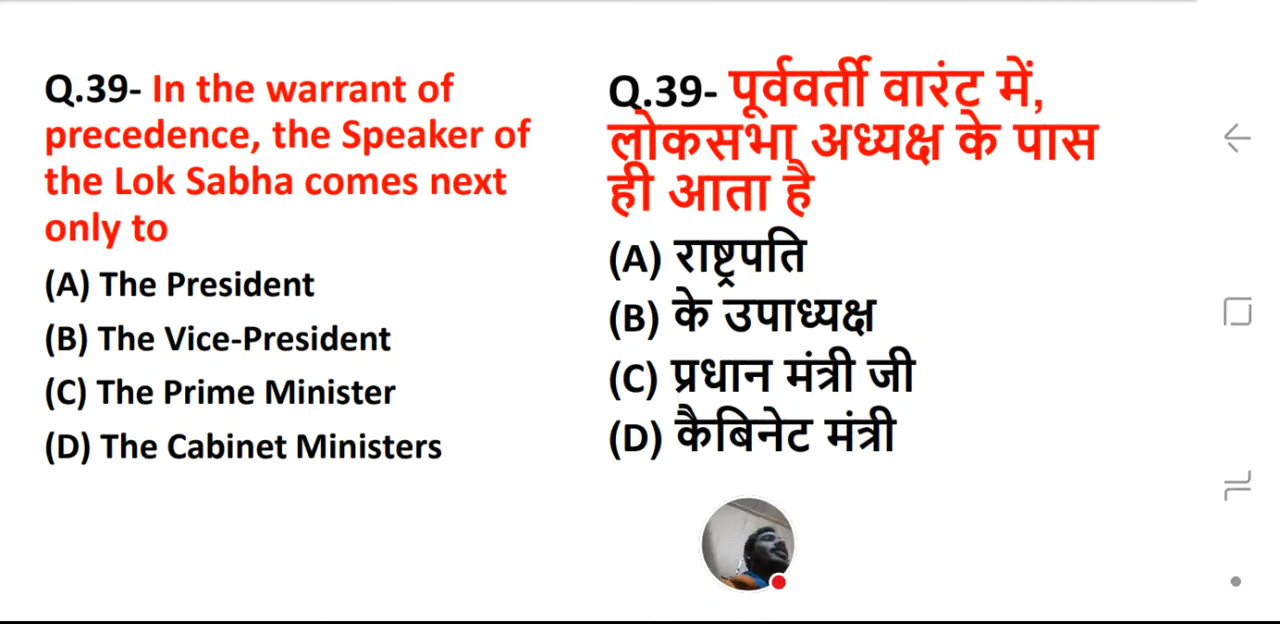 Q.39- In the warrant of
precedence, the Speaker of
the Lok Sabha comes next
only to
(A) The President
(B) The Vice-President
(C) The Prime Minister
(D) The Cabinet Ministers
Q.39- पूर्ववर्ती वारंट में,
लोकसभा अध्यक्ष के पास
ही आता है
(A) राष्ट्रपति
(B) के उपाध्यक्ष
(C) प्रधान मंत्री जी
(D) कैबिनेट मंत्री